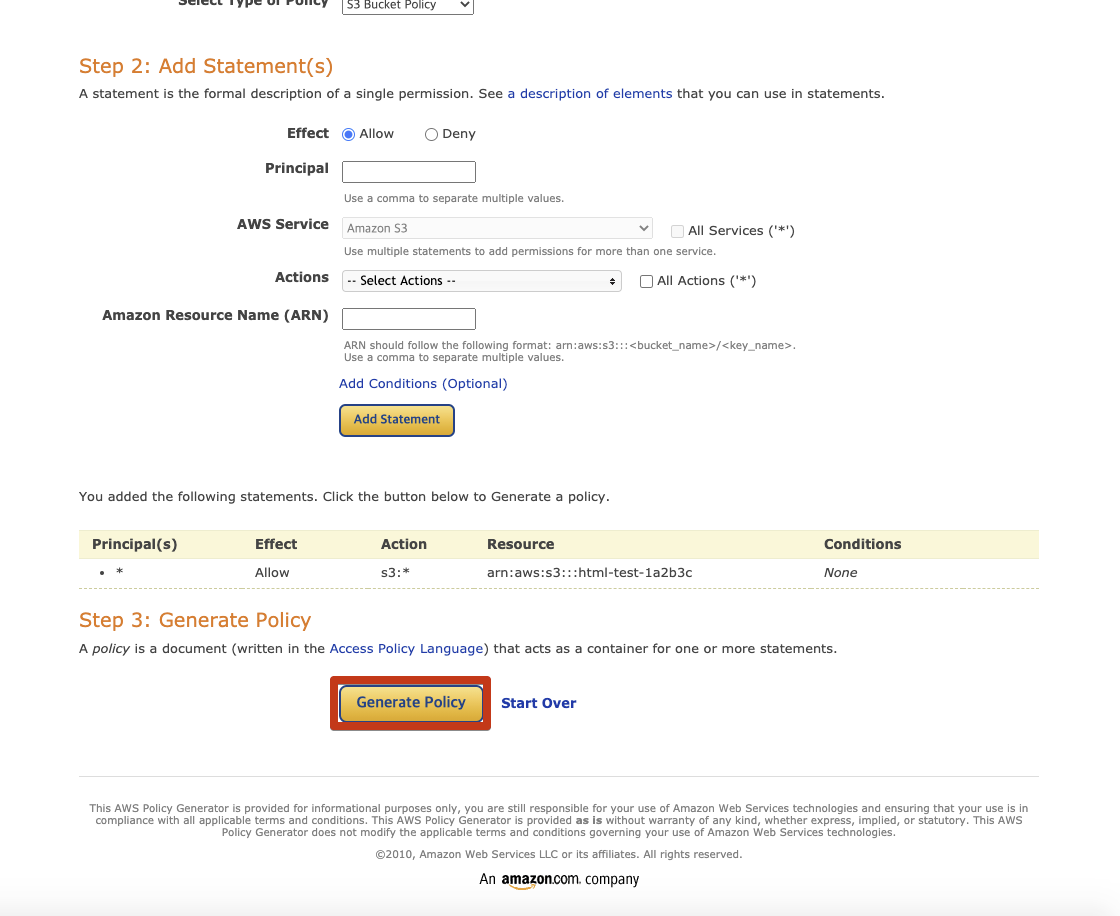 Select Type of Policy S3 Bucket Policy
Step 2: Add Statement(s)
A statement is the formal description of a single permission. See a description of elements that you can use in statements.
Effect Allow Deny
Principal
Use a comma to separate multiple values.
AWS Service Amazon S3 All Services ('*')
Use multiple statements to add permissions for more than one service.
Actions -- Select Actions -- All Actions ('*')
Amazon Resource Name (ARN)
ARN should follow the following format: arn:aws:s3:::<bucket_name>/<key_name>.
Use a comma to separate multiple values.
Add Conditions (Optional)
Add Statement
You added the following statements. Click the button below to Generate a policy.
Principal(s) Effect Action Resource Conditions
• * Allow s3:* arn:aws:s3:::html-test-1a2b3c None
Step 3: Generate Policy
A policy is a document (written in the Access Policy Language) that acts as a container for one or more statements.
Generate Policy Start Over
This AWS Policy Generator is provided for informational purposes only, you are still responsible for your use of Amazon Web Services technologies and ensuring that your use is in
compliance with all applicable terms and conditions. This AWS Policy Generator is provided as is without warranty of any kind, whether express, implied, or statutory. This AWS
Policy Generator does not modify the applicable terms and conditions governing your use of Amazon Web Services technologies.
©2010, Amazon Web Services LLC or its affiliates. All rights reserved.
An amazon.com. company